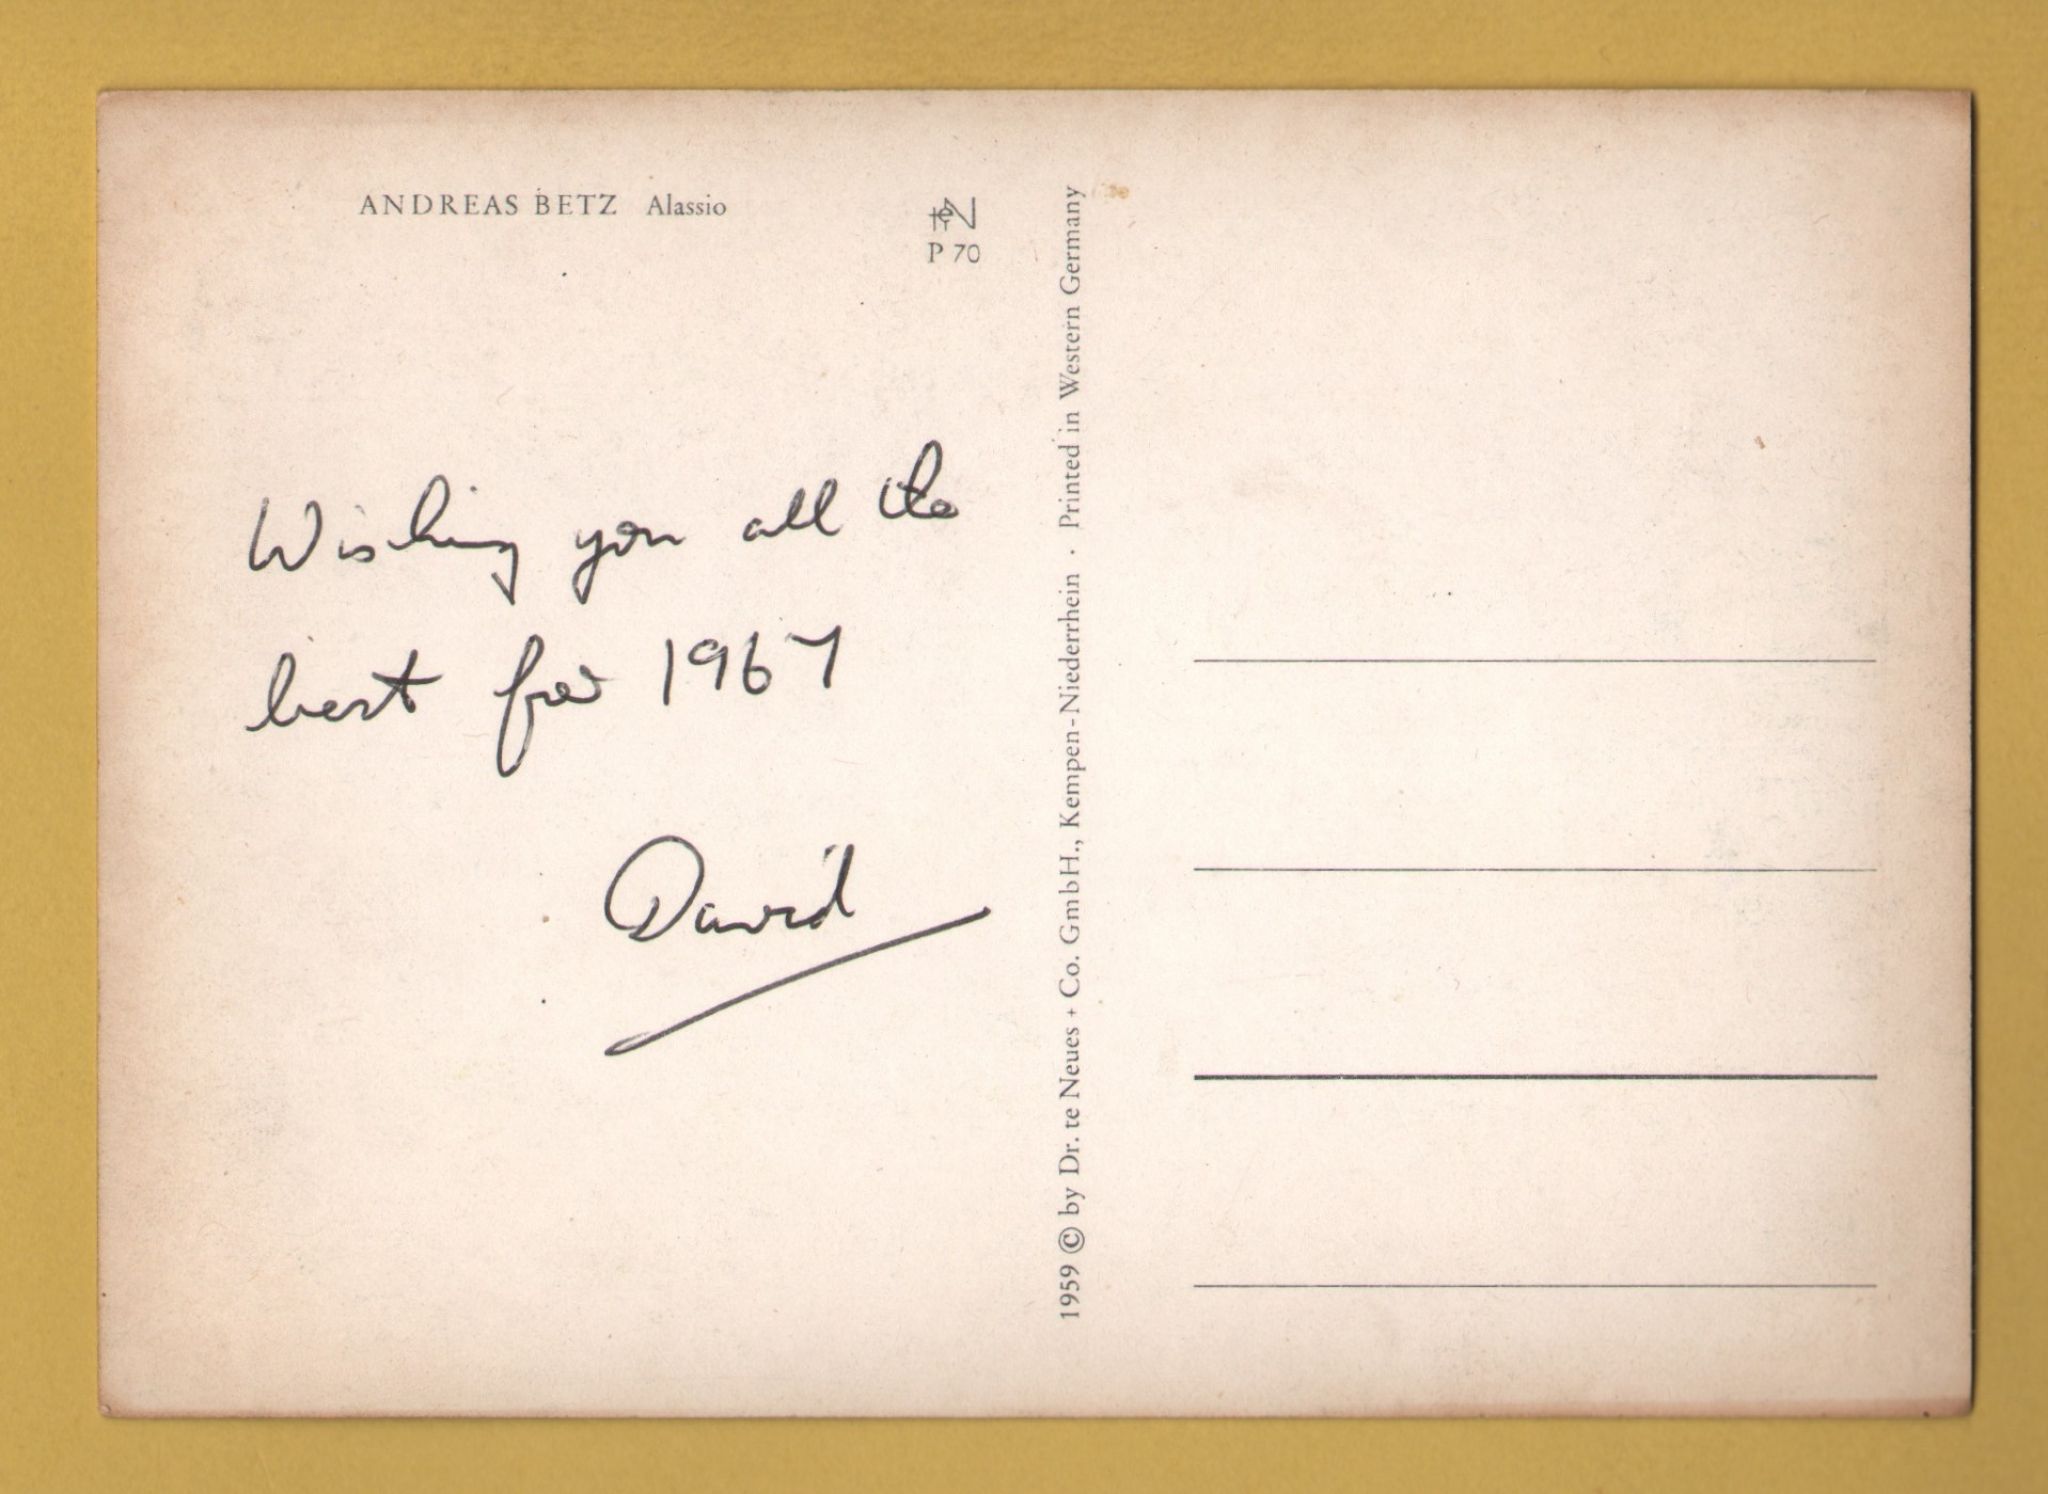 ANDREAS BETZ Alassio
P 70
Wishing you all the
best for 1967
David
1959 © by Dr. te Neues + Co. GmbH., Kempen-Niederrhein · Printed in Western Germany